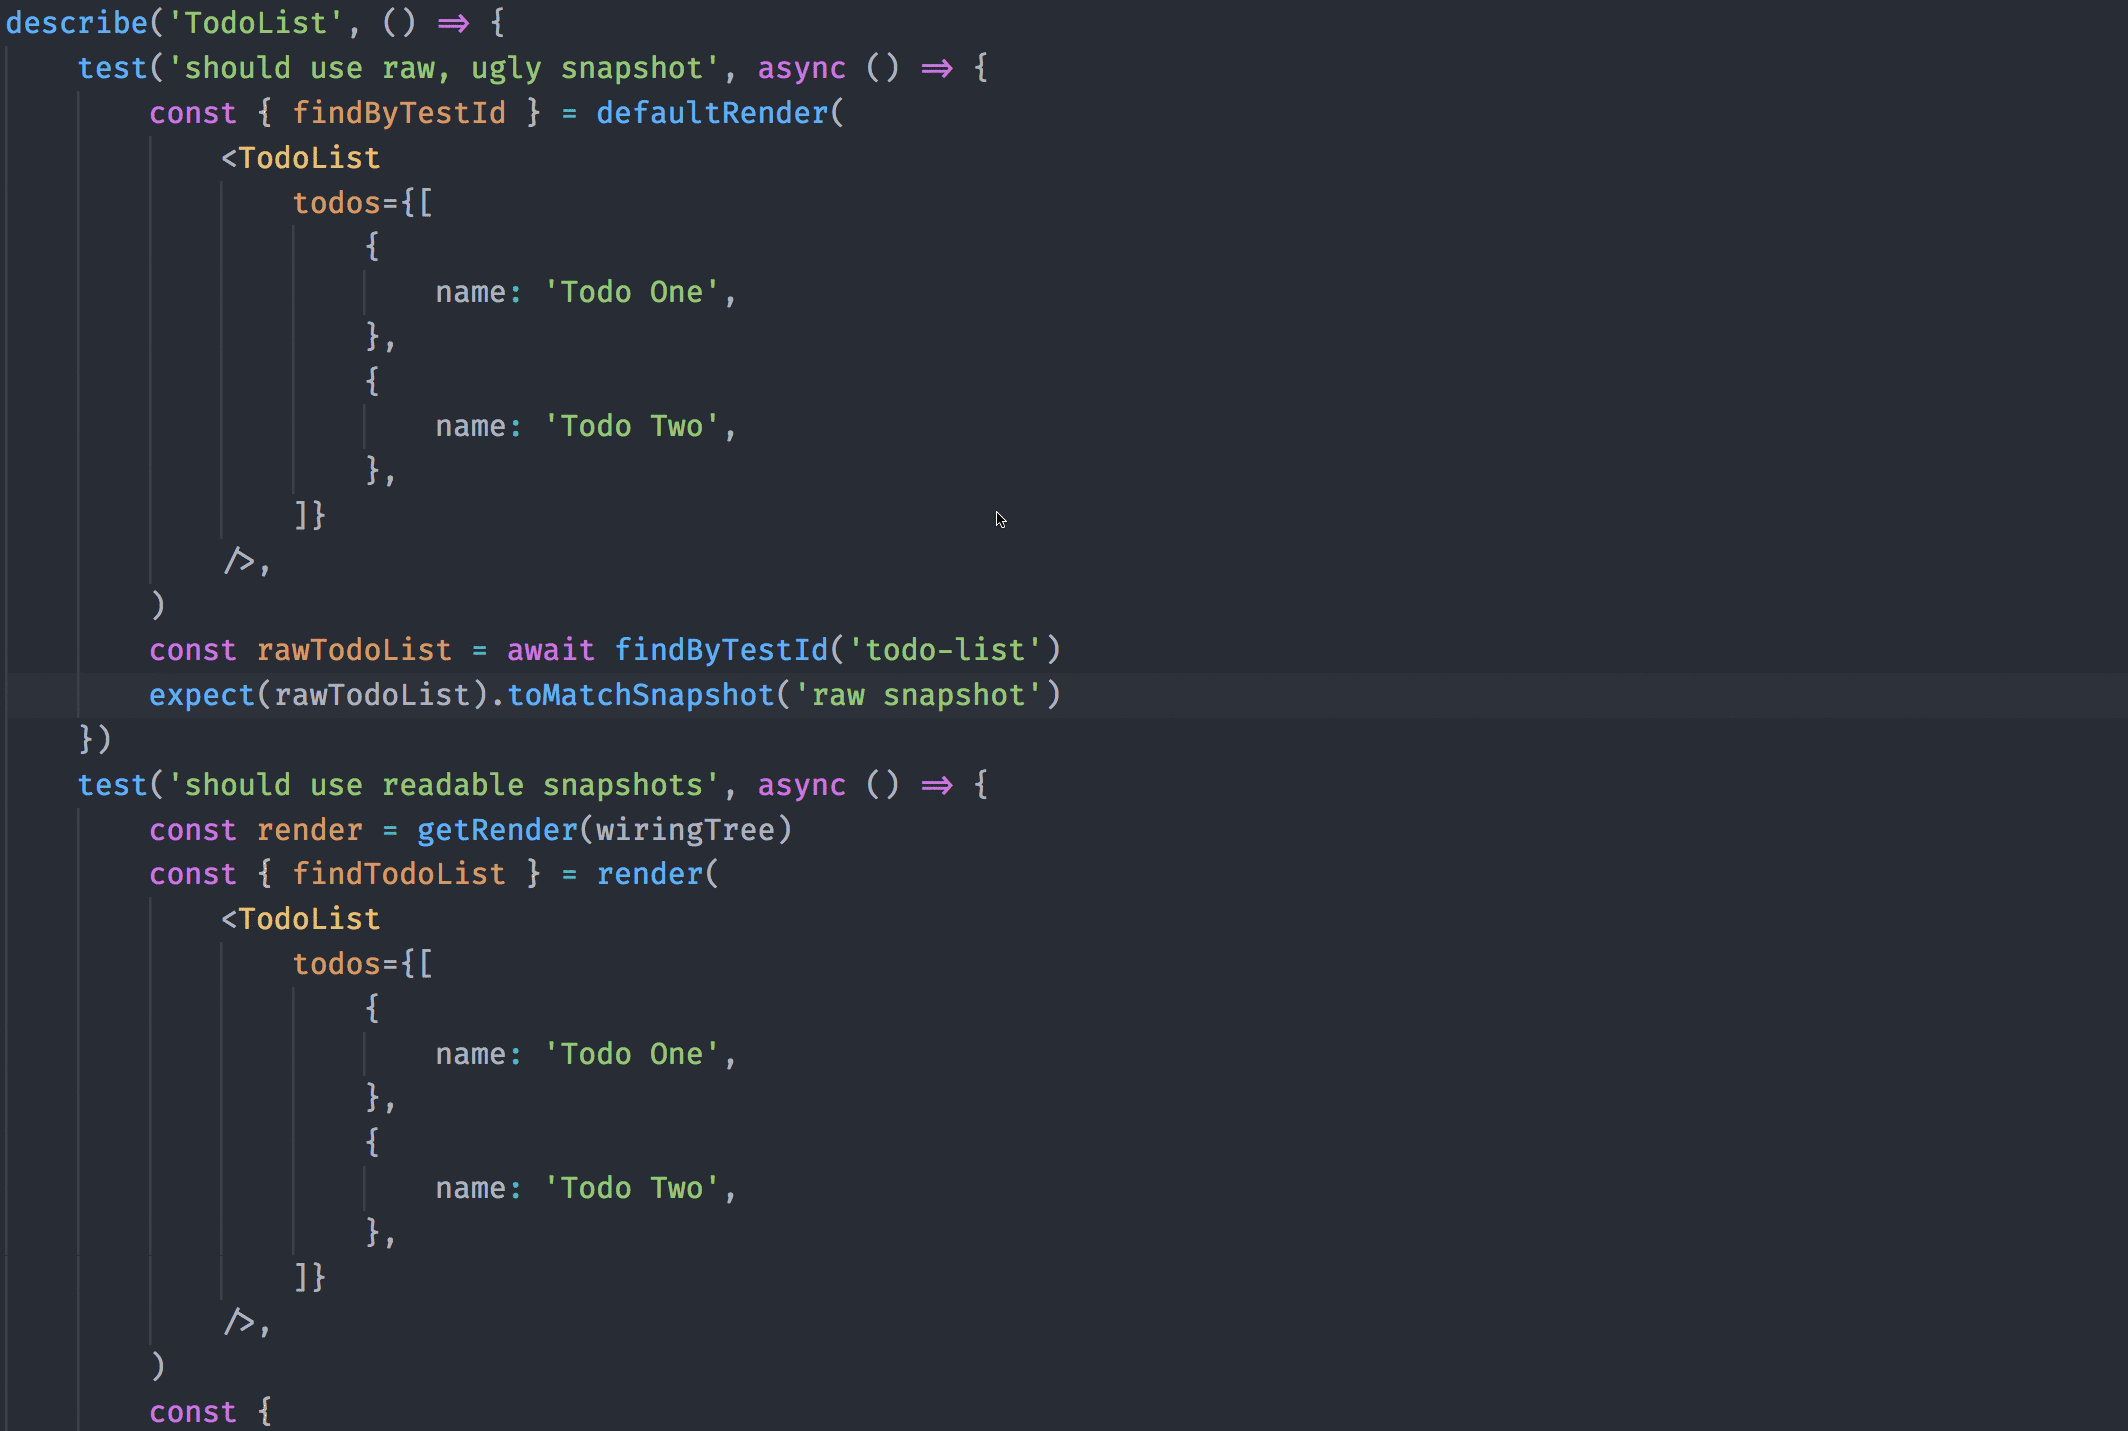 describe('TodoList', () => {
    test('should use raw, ugly snapshot', async () => {
        const { findByTestId } = defaultRender(
            <TodoList
                todos={[
                    {
                        name: 'Todo One',
                    },
                    {
                        name: 'Todo Two',
                    },
                ]}
            />,
        )
        const rawTodoList = await findByTestId('todo-list')
        expect(rawTodoList).toMatchSnapshot('raw snapshot')
    })
    test('should use readable snapshots', async () => {
        const render = getRender(wiringTree)
        const { findTodoList } = render(
            <TodoList
                todos={[
                    {
                        name: 'Todo One',
                    },
                    {
                        name: 'Todo Two',
                    },
                ]}
            />,
        )
        const {